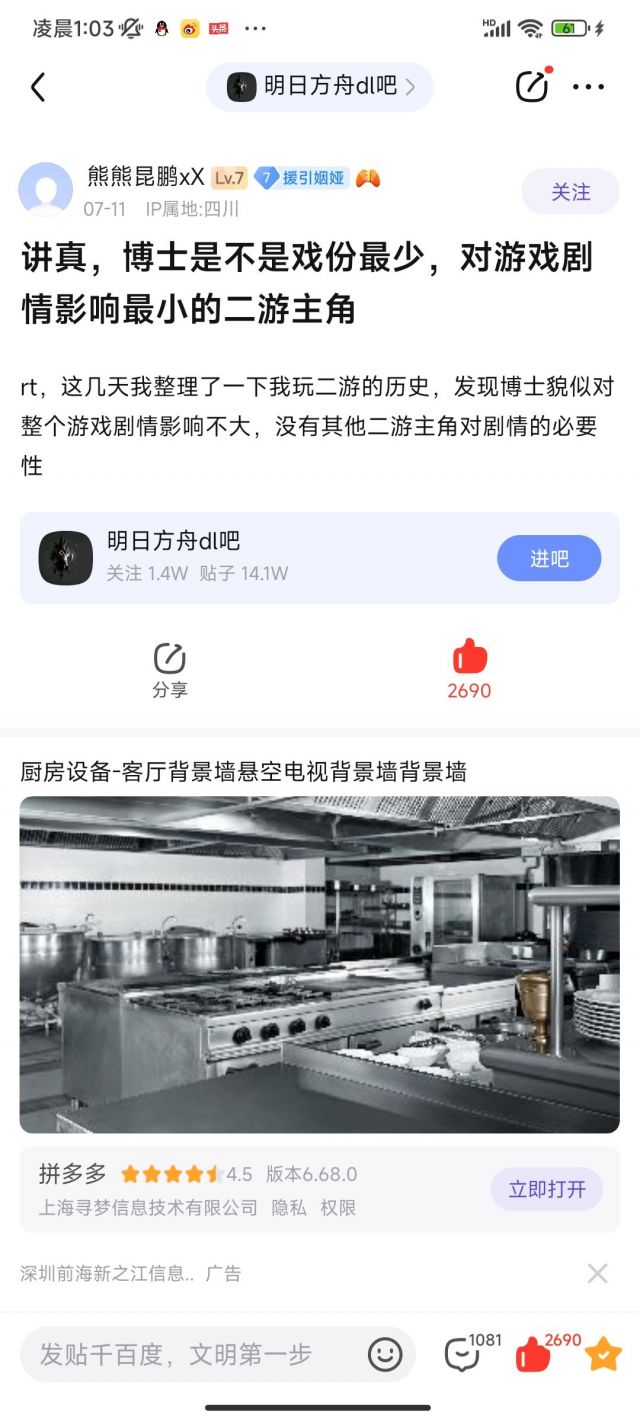 凌晨1:03 头条 ··· HD 61
明日方舟dl吧
熊熊昆鹏xX Lv.7 7 援引姻娅
关注
07-11 IP属地:四川
讲真，博士是不是戏份最少，对游戏剧
情影响最小的二游主角
rt，这几天我整理了一下我玩二游的历史，发现博士貌似对
整个游戏剧情影响不大，没有其他二游主角对剧情的必要
性
明日方舟dl吧
关注 1.4W 贴子 14.1W
进吧
分享
2690
厨房设备-客厅背景墙悬空电视背景墙背景墙
拼多多 4.5 版本6.68.0
上海寻梦信息技术有限公司 隐私 权限
立即打开
深圳前海新之江信息.. 广告
发贴千百度，文明第一步
1081
2690